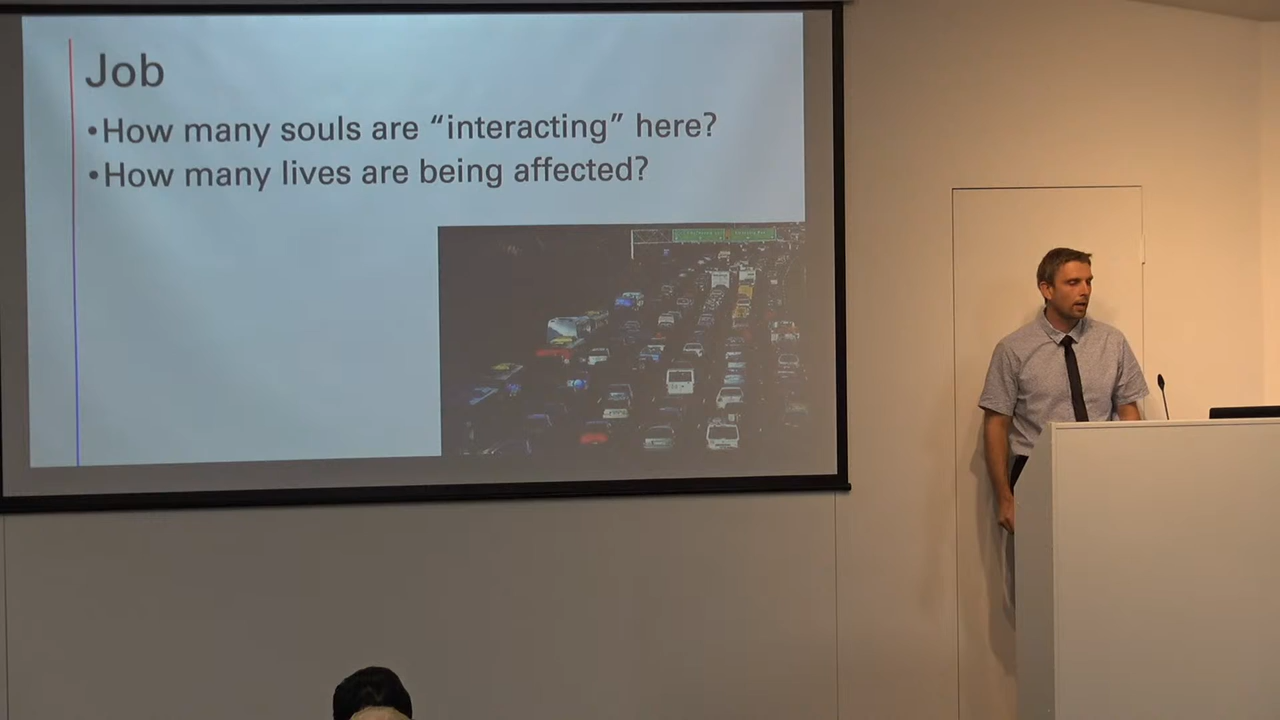 Job
•How many souls are “interacting” here?
•How many lives are being affected?